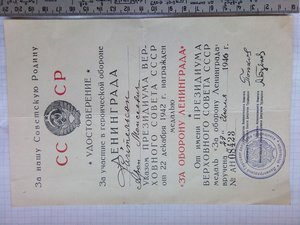 За нашу Советскую Родину
СССР
УДОСТОВЕРЕНИЕ
За участие в героической обороне
ЛЕНИНГРАДА
Указом ПРЕЗИДИУМА ВЕР-
ХОВНОГО СОВЕТА СССР
от 22 декабря 1942 г. награжден
медалью
«ЗА ОБОРОНУ ЛЕНИНГРАДА»
От имени ПРЕЗИДИУМА
ВЕРХОВНОГО СОВЕТА СССР
медаль «За оборону Ленинграда»
вручена
1946 г.
№ АН08423